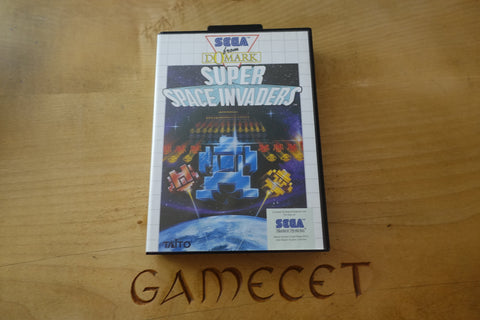 SEGA
from
DOMARK
SUPER
SPACE INVADERS
TAITO
SEGA
GAMECET